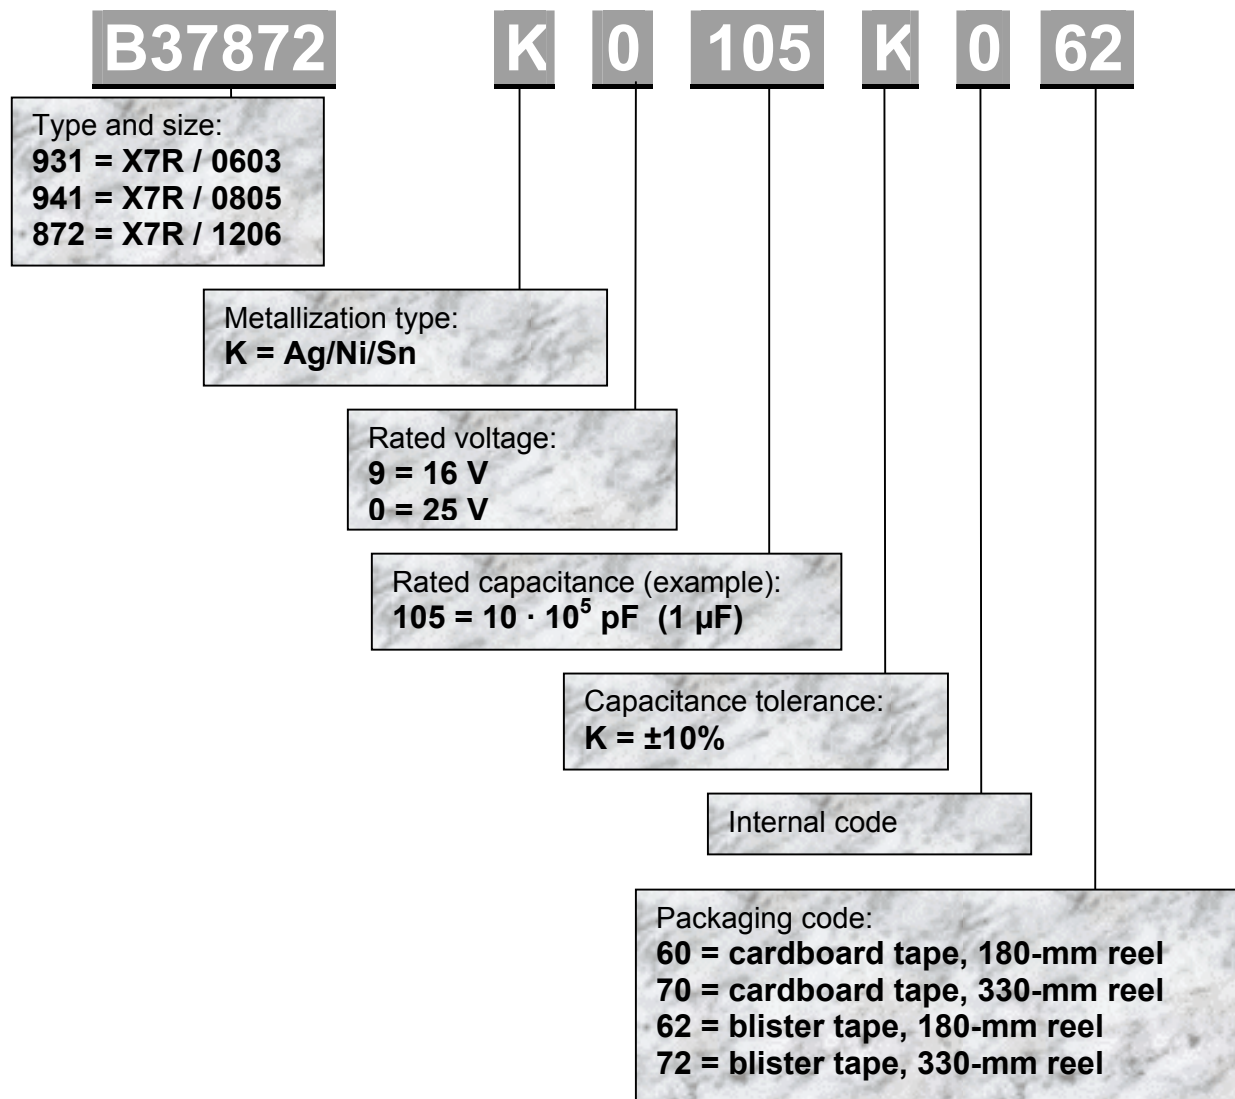 B37872 K 0 105 K 0 62
Type and size:
931 = X7R / 0603
941 = X7R / 0805
872 = X7R / 1206
Metallization type:
K = Ag/Ni/Sn
Rated voltage:
9 = 16 V
0 = 25 V
Rated capacitance (example):
105 = 10 · 10⁵ pF (1 µF)
Capacitance tolerance:
K = ±10%
Internal code
Packaging code:
60 = cardboard tape, 180-mm reel
70 = cardboard tape, 330-mm reel
62 = blister tape, 180-mm reel
72 = blister tape, 330-mm reel